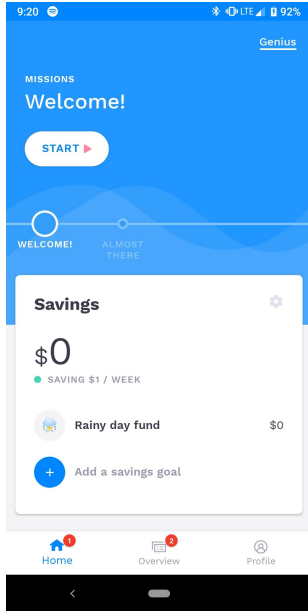 9:20 LTE 92%
Genius
MISSIONS
Welcome!
START
WELCOME!
ALMOST
THERE
Savings
$0
SAVING $1 / WEEK
Rainy day fund $0
+ Add a savings goal
1 2
Home Overview Profile